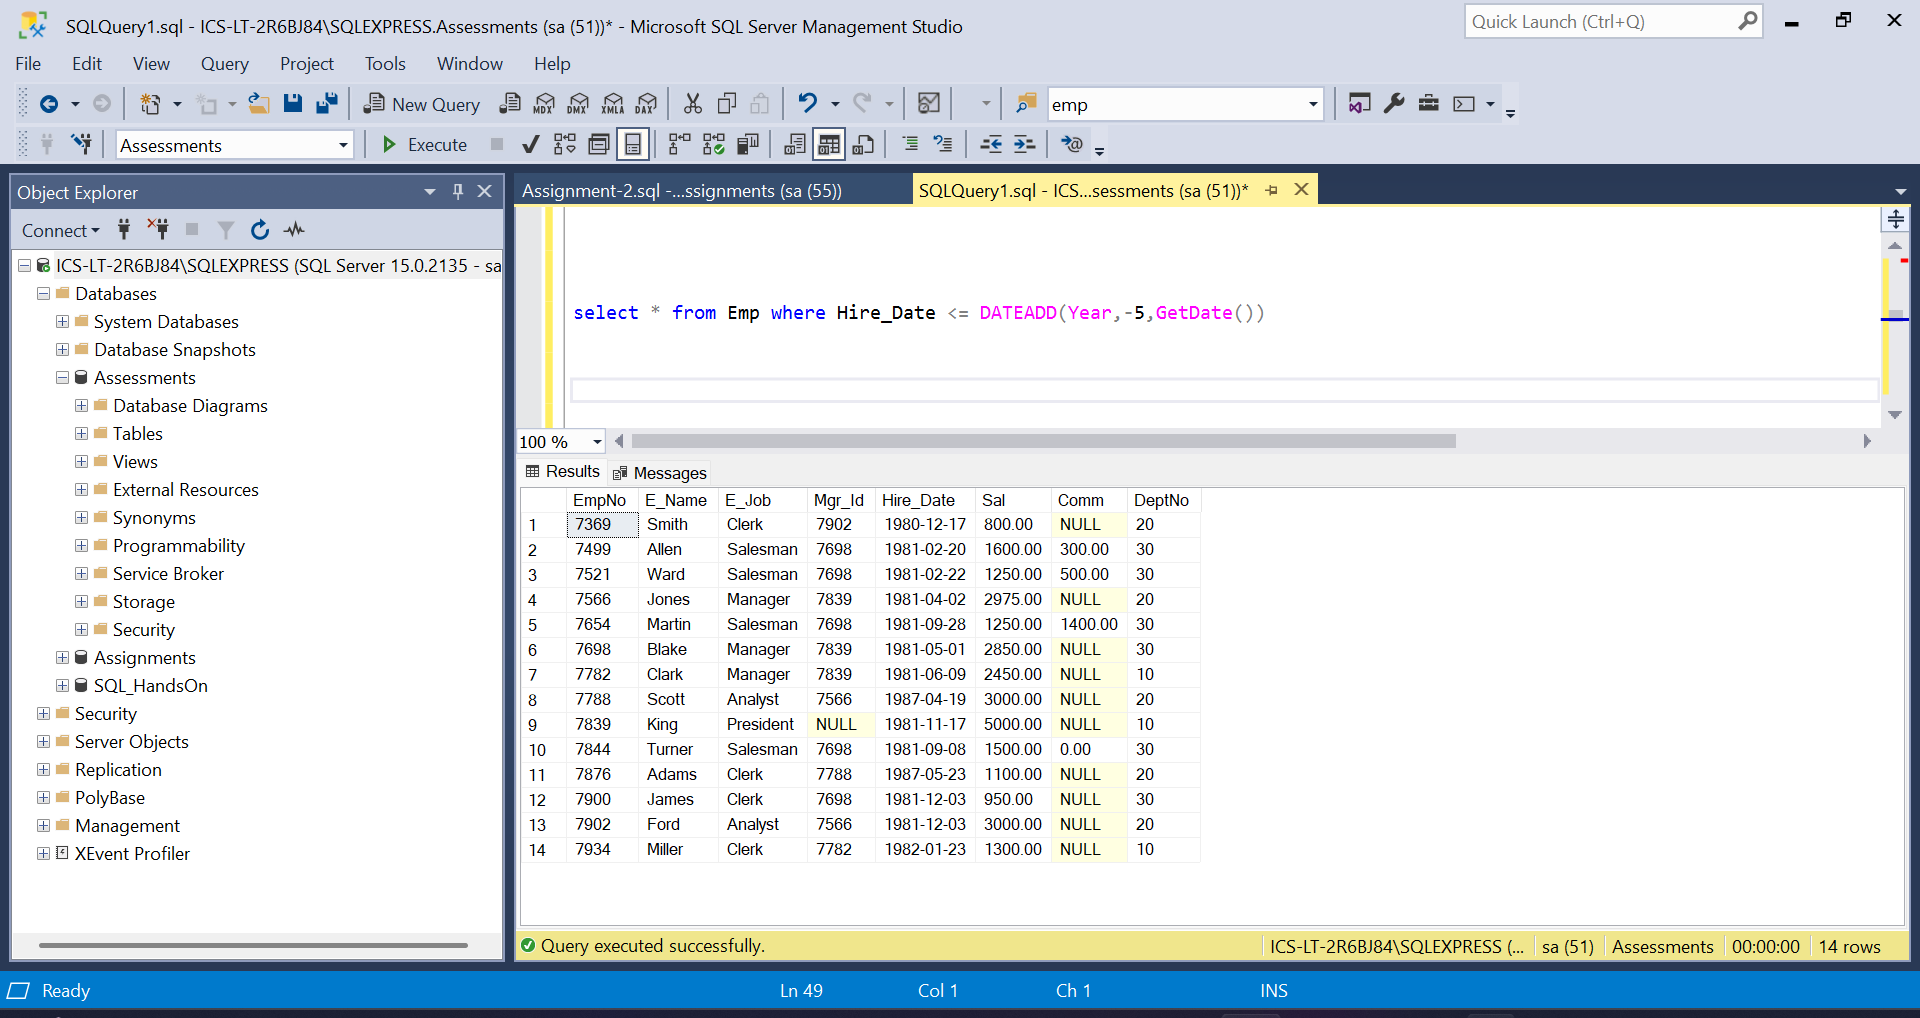 SQLQuery1.sql - ICS-LT-2R6BJ84\SQLEXPRESS.Assessments (sa (51))* - Microsoft SQL Server Management Studio
Quick Launch (Ctrl+Q)
File Edit View Query Project Tools Window Help
New Query MDX DMX XMLA DAX emp
Assessments Execute
Object Explorer
Connect
ICS-LT-2R6BJ84\SQLEXPRESS (SQL Server 15.0.2135 - sa
Databases
System Databases
Database Snapshots
Assessments
Database Diagrams
Tables
Views
External Resources
Synonyms
Programmability
Service Broker
Storage
Security
Assignments
SQL_HandsOn
Security
Server Objects
Replication
PolyBase
Management
XEvent Profiler
Assignment-2.sql -...ssignments (sa (55)) SQLQuery1.sql - ICS...sessments (sa (51))*
select * from Emp where Hire_Date <= DATEADD(Year,-5,GetDate())
100 %
Results Messages
EmpNo E_Name E_Job Mgr_Id Hire_Date Sal Comm DeptNo
1 7369 Smith Clerk 7902 1980-12-17 800.00 NULL 20
2 7499 Allen Salesman 7698 1981-02-20 1600.00 300.00 30
3 7521 Ward Salesman 7698 1981-02-22 1250.00 500.00 30
4 7566 Jones Manager 7839 1981-04-02 2975.00 NULL 20
5 7654 Martin Salesman 7698 1981-09-28 1250.00 1400.00 30
6 7698 Blake Manager 7839 1981-05-01 2850.00 NULL 30
7 7782 Clark Manager 7839 1981-06-09 2450.00 NULL 10
8 7788 Scott Analyst 7566 1987-04-19 3000.00 NULL 20
9 7839 King President NULL 1981-11-17 5000.00 NULL 10
10 7844 Turner Salesman 7698 1981-09-08 1500.00 0.00 30
11 7876 Adams Clerk 7788 1987-05-23 1100.00 NULL 20
12 7900 James Clerk 7698 1981-12-03 950.00 NULL 30
13 7902 Ford Analyst 7566 1981-12-03 3000.00 NULL 20
14 7934 Miller Clerk 7782 1982-01-23 1300.00 NULL 10
Query executed successfully. ICS-LT-2R6BJ84\SQLEXPRESS (... sa (51) Assessments 00:00:00 14 rows
Ready Ln 49 Col 1 Ch 1 INS